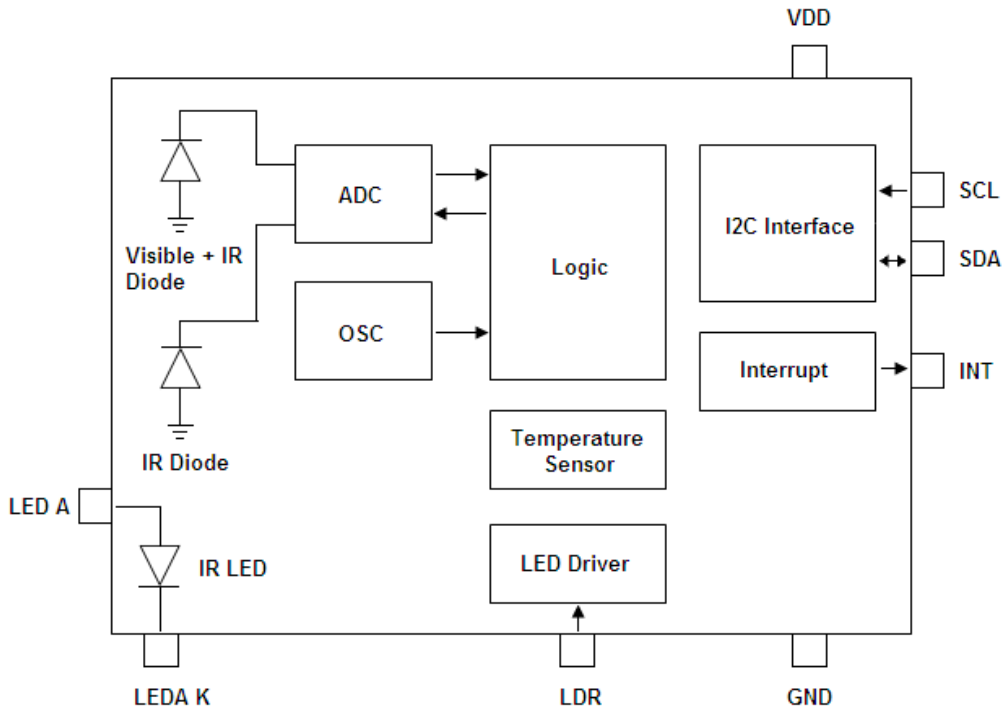 VDD
ADC
Logic
I2C Interface
SCL
SDA
Visible + IR
Diode
OSC
Interrupt
INT
IR Diode
Temperature
Sensor
LED A
IR LED
LED Driver
LEDA K
LDR
GND